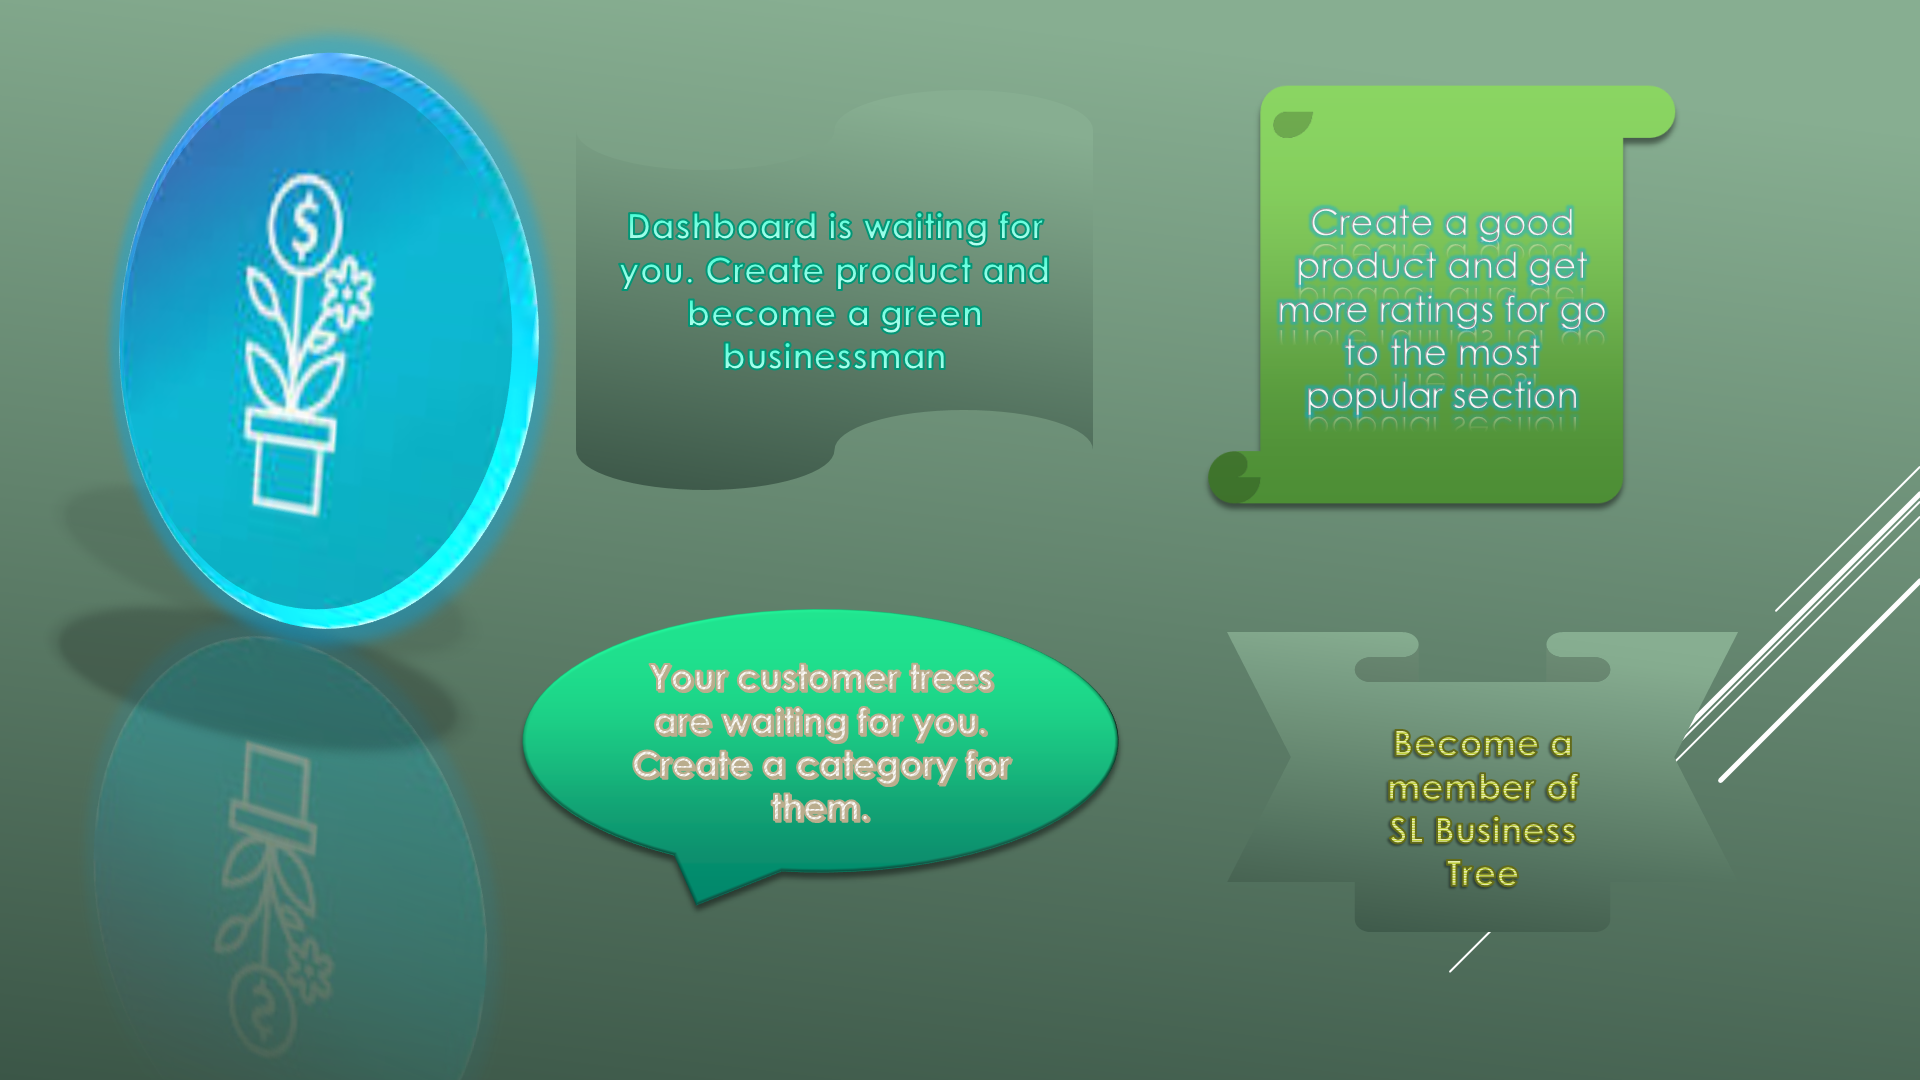 $
Dashboard is waiting for
you. Create product and
become a green
businessman
Create a good
product and get
more ratings for go
to the most
popular section
Your customer trees
are waiting for you.
Create a category for
them.
Become a
member of
SL Business
Tree